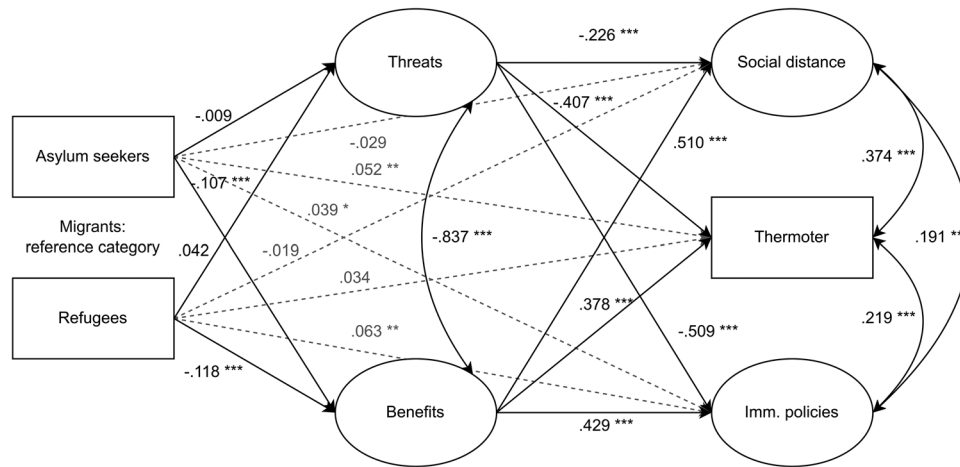 -.226 ***
Threats
Social distance
-.407 ***
-.009
-.029
.510 ***
Asylum seekers
.052 **
.374 ***
-.107 ***
.039 *
Migrants:
reference category
-.837 ***
Thermoter
.191 **
.042
-.019
.034
.378 ***
Refugees
.063 **
-.509 ***
.219 ***
-.118 ***
Benefits
.429 ***
Imm. policies